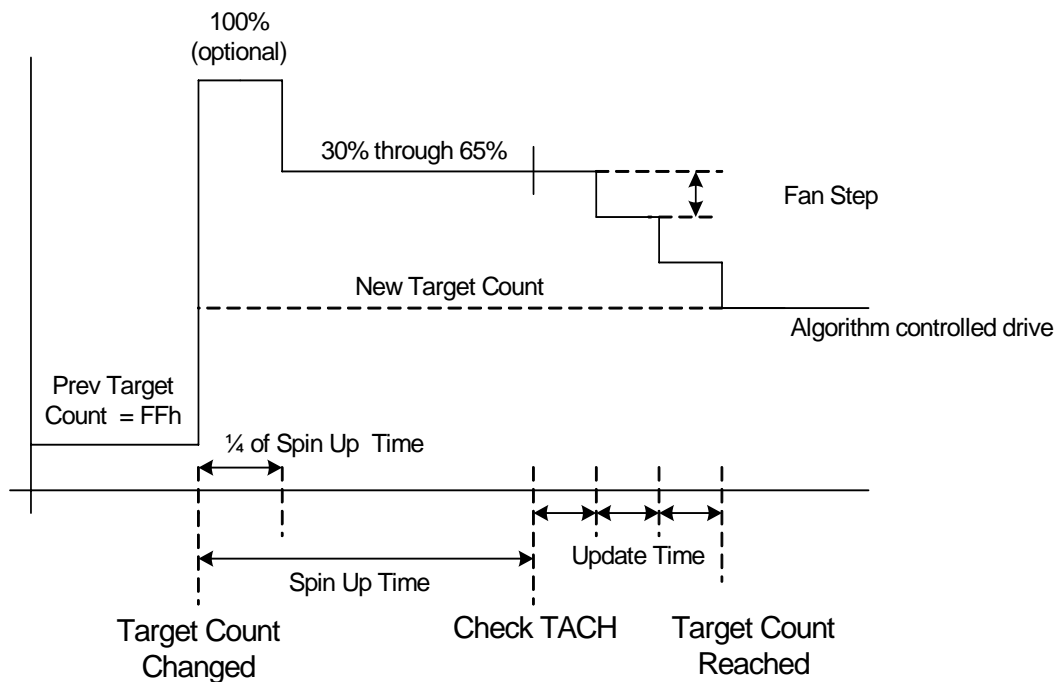 100%
(optional)
30% through 65%
Fan Step
New Target Count
Algorithm controlled drive
Prev Target
Count = FFh
¼ of Spin Up Time
Update Time
Spin Up Time
Target Count
Changed
Check TACH
Target Count
Reached